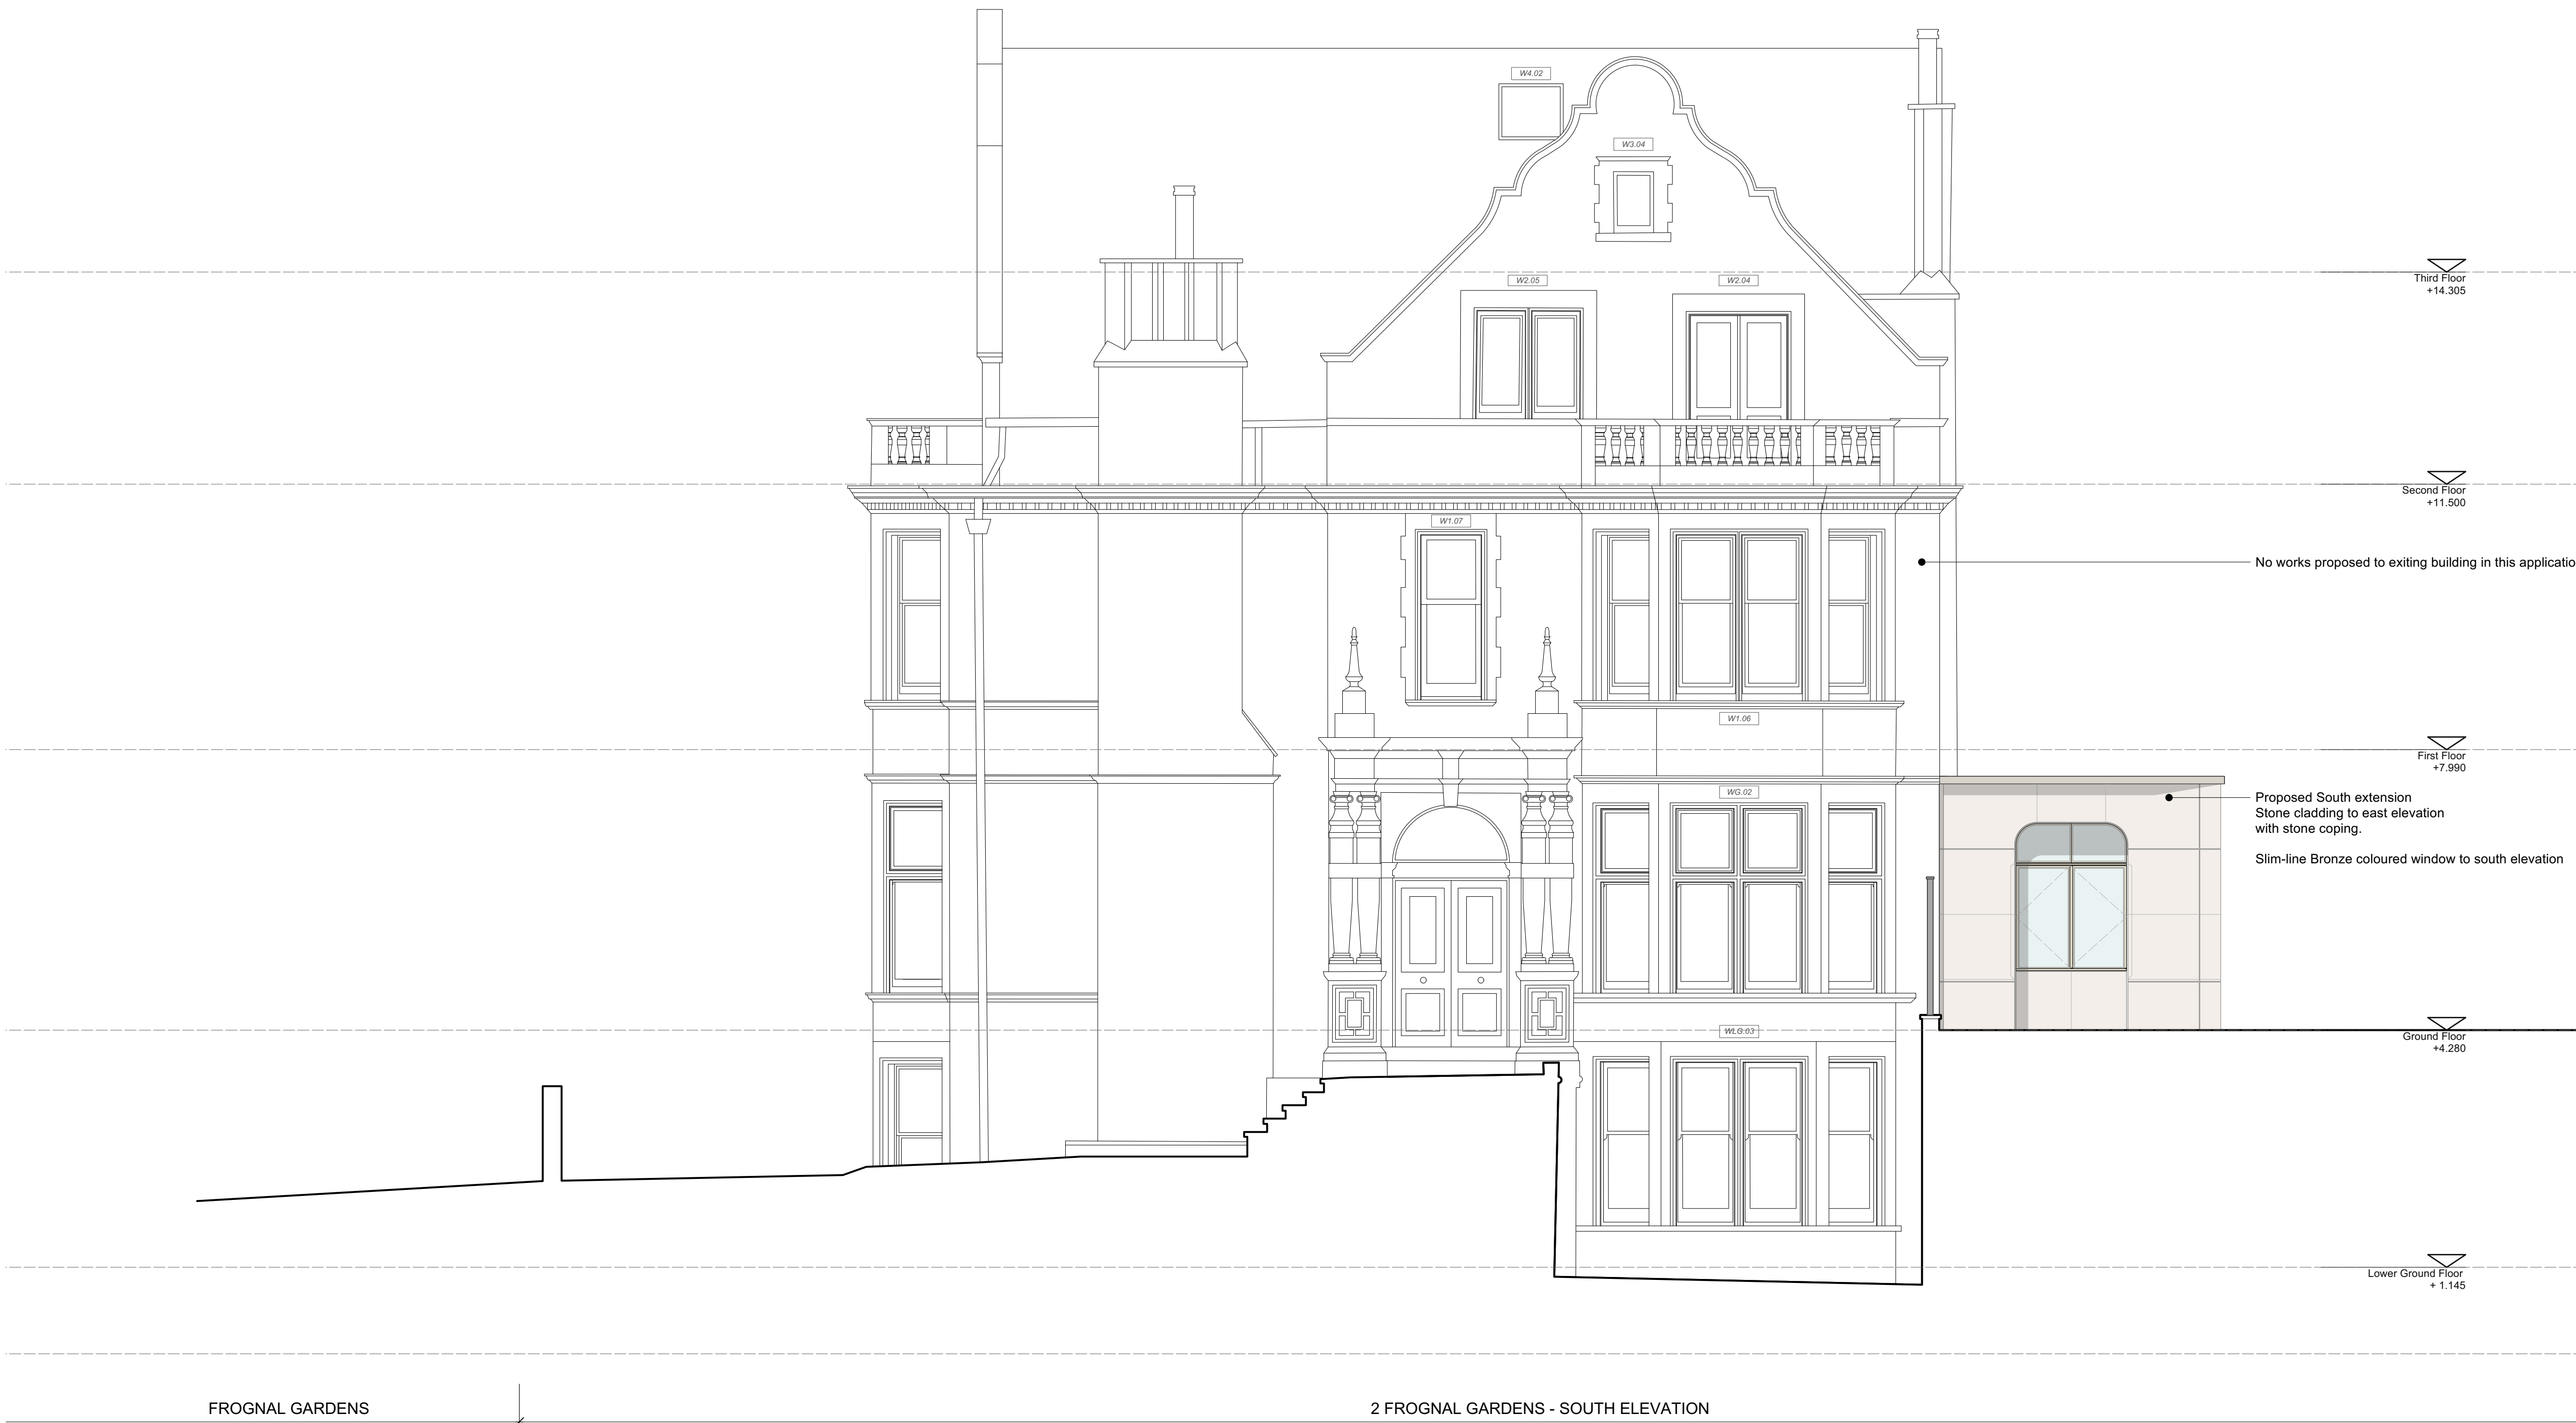 W4.02
W3.04
Third Floor
+14.305
W2.05
W2.04
Second Floor
+11.500
W1.07
No works proposed to exiting building in this applicatio
W1.06
First Floor
+7.990
WG.02
Proposed South extension
Stone cladding to east elevation
with stone coping.
Slim-line Bronze coloured window to south elevation
WLG.03
Ground Floor
+4.280
Lower Ground Floor
+ 1.145
FROGNAL GARDENS
2 FROGNAL GARDENS - SOUTH ELEVATION